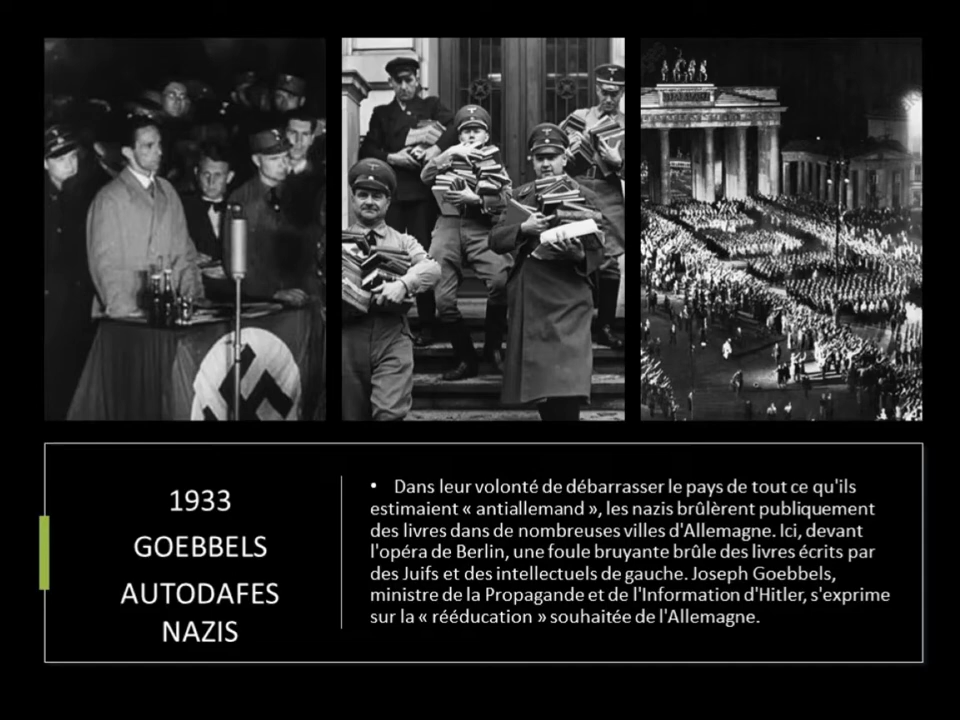 1933
GOEBBELS
AUTODAFES
NAZIS
• Dans leur volonté de débarrasser le pays de tout ce qu'ils
estimaient « antiallemand », les nazis brûlèrent publiquement
des livres dans de nombreuses villes d'Allemagne. Ici, devant
l'opéra de Berlin, une foule bruyante brûle des livres écrits par
des Juifs et des intellectuels de gauche. Joseph Goebbels,
ministre de la Propagande et de l'Information d'Hitler, s'exprime
sur la « rééducation » souhaitée de l'Allemagne.